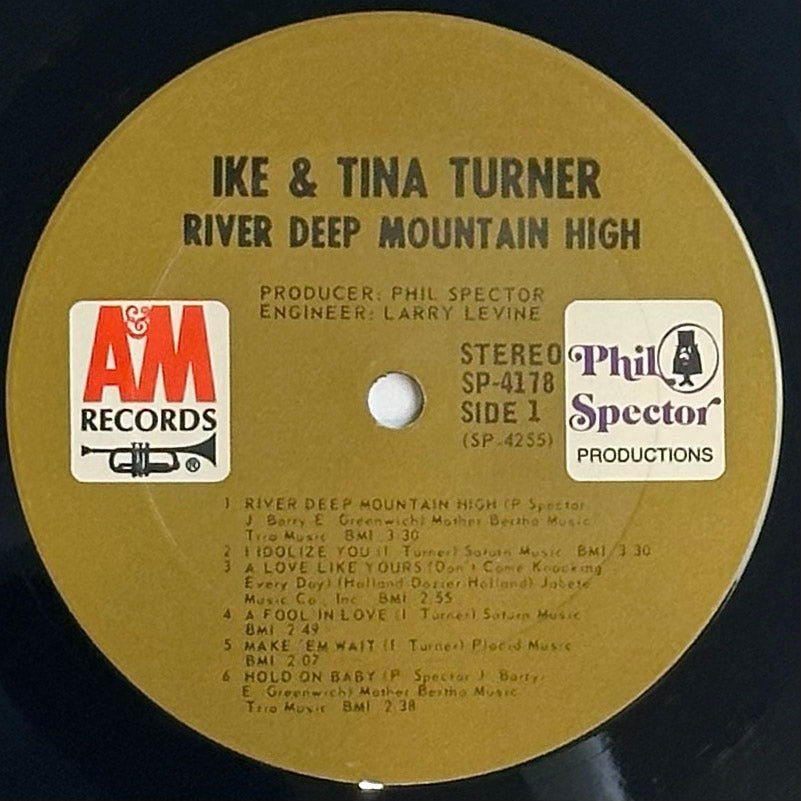 IKE & TINA TURNER
RIVER DEEP MOUNTAIN HIGH
PRODUCER: PHIL SPECTOR
ENGINEER: LARRY LEVINE
A&M
RECORDS
®
STEREO
SP-4178
SIDE 1
(SP-4255)
Phil
Spector
PRODUCTIONS
1 RIVER DEEP MOUNTAIN HIGH (P. Spector
J. Barry E. Greenwich) Mother Bertha Music
Trio Music BMI 3:30
2 I IDOLIZE YOU (I. Turner) Saturn Music BMI 3:30
3 A LOVE LIKE YOURS (Don't Come Knocking
Every Day) (Holland Dozier Holland) Jobete
Music Co., Inc. BMI 2:55
4 A FOOL IN LOVE (I. Turner) Saturn Music
BMI 2:49
5 MAKE 'EM WAIT (I. Turner) Placid Music
BMI 2:07
6 HOLD ON BABY (P. Spector J. Barry,
E. Greenwich) Mother Bertha Music
Trio Music BMI 2:38